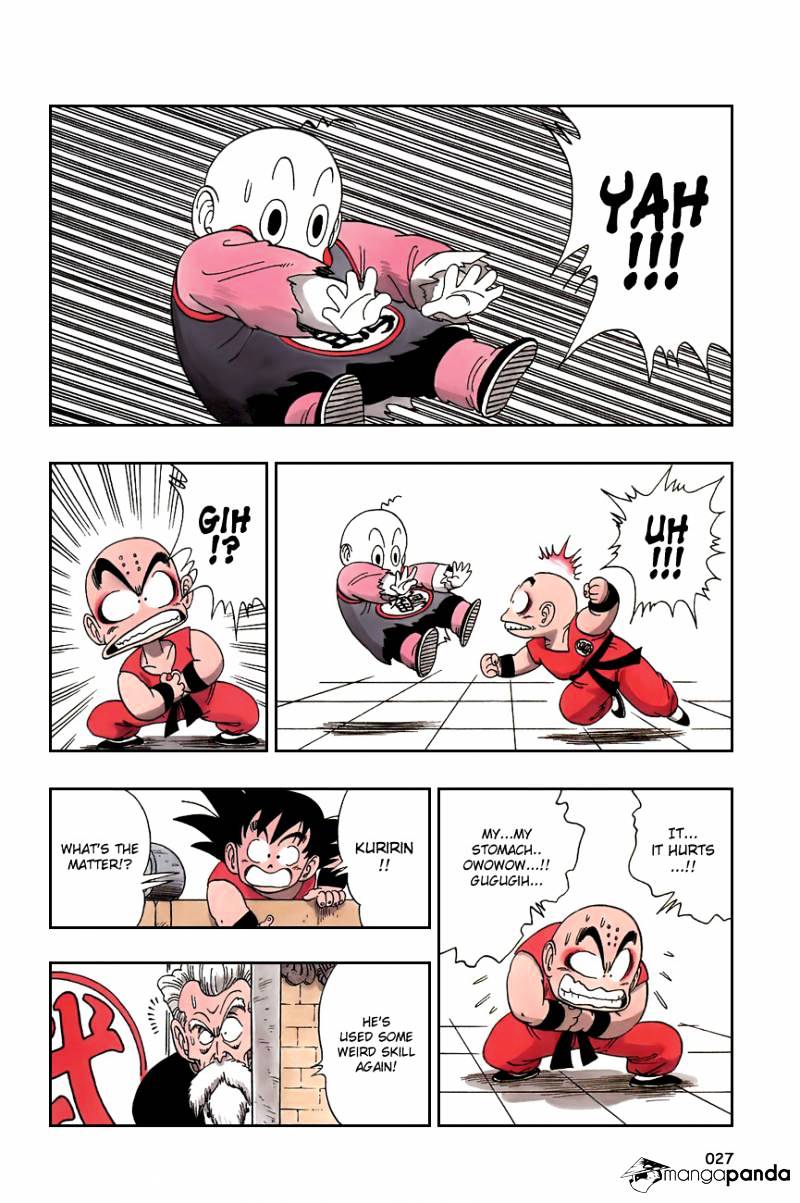 YAH
!!!
UH
!!!
GIH
!?
IT...
IT HURTS
...!!
MY...MY
STOMACH..
OWOWOW...!!
GUGUGIH...
KURIRIN
!!
WHAT'S THE
MATTER!?
HE'S
USED SOME
WEIRD SKILL
AGAIN!
027
mangapanda